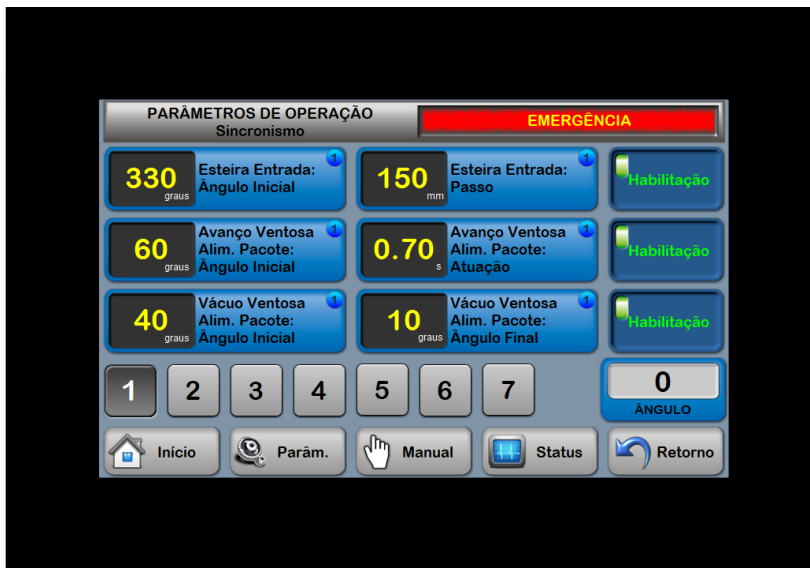 PARÂMETROS DE OPERAÇÃO
Sincronismo
EMERGÊNCIA
330
graus
Esteira Entrada:
Ângulo Inicial
1
150
mm
Esteira Entrada:
Passo
1
Habilitação
60
graus
Avanço Ventosa
Alim. Pacote:
Ângulo Inicial
1
0.70
s
Avanço Ventosa
Alim. Pacote:
Atuação
1
Habilitação
40
graus
Vácuo Ventosa
Alim. Pacote:
Ângulo Inicial
1
10
graus
Vácuo Ventosa
Alim. Pacote:
Ângulo Final
1
Habilitação
1 2 3 4 5 6 7
0
ÂNGULO
Início
Parâm.
Manual
Status
Retorno